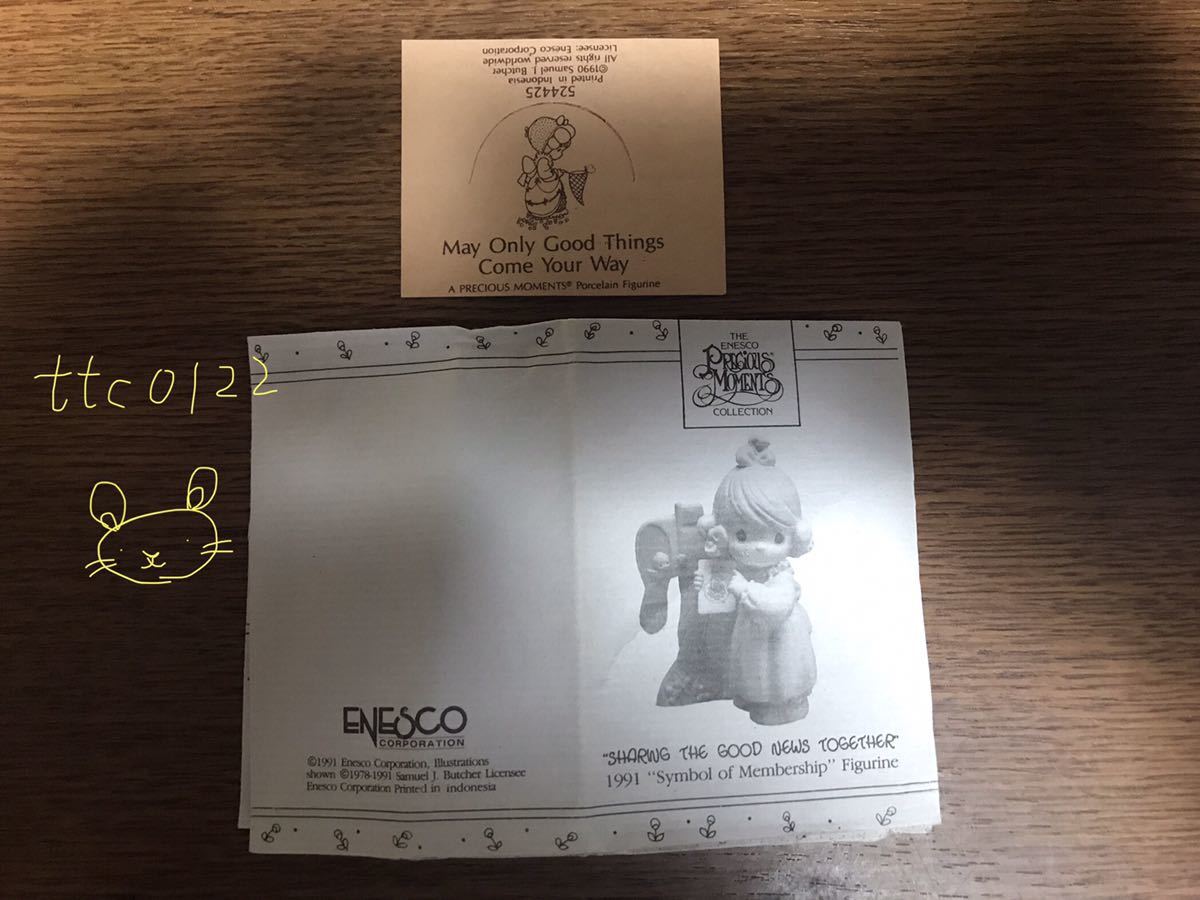 Licensee: Enesco Corporation
All rights reserved worldwide
©1990 Samuel J. Butcher
Printed in Indonesia
524425
May Only Good Things
Come Your Way
A PRECIOUS MOMENTS® Porcelain Figurine
ttc0122
THE
ENESCO
PRECIOUS
MOMENTS
COLLECTION
ENESCO
CORPORATION
©1991 Enesco Corporation, Illustrations
shown ©1978-1991 Samuel J. Butcher Licensee
Enesco Corporation Printed in indonesia
"SHARING THE GOOD NEWS TOGETHER"
1991 "Symbol of Membership" Figurine